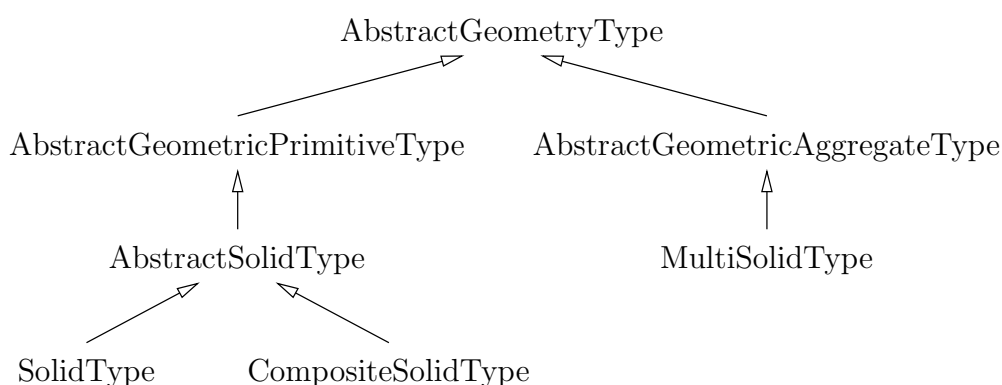 AbstractGeometryType
AbstractGeometricPrimitiveType AbstractGeometricAggregateType
AbstractSolidType MultiSolidType
SolidType CompositeSolidType